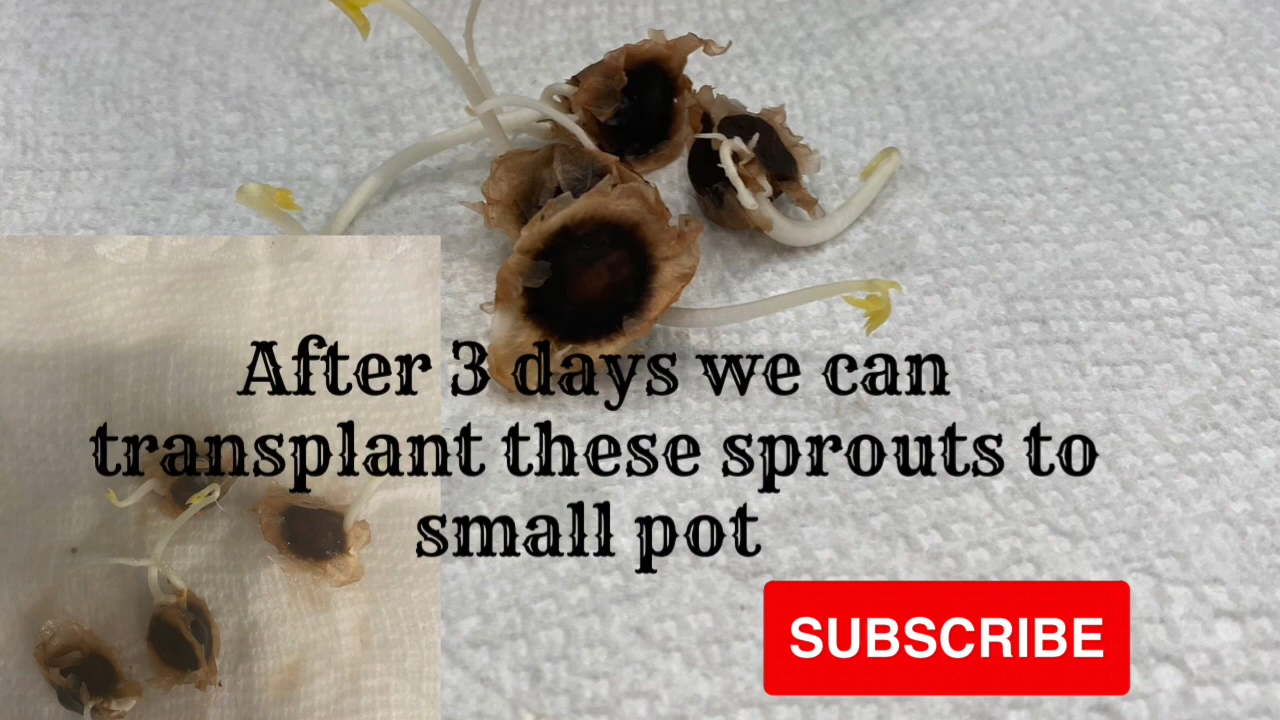 After 3 days we can
transplant these sprouts to
small pot
SUBSCRIBE